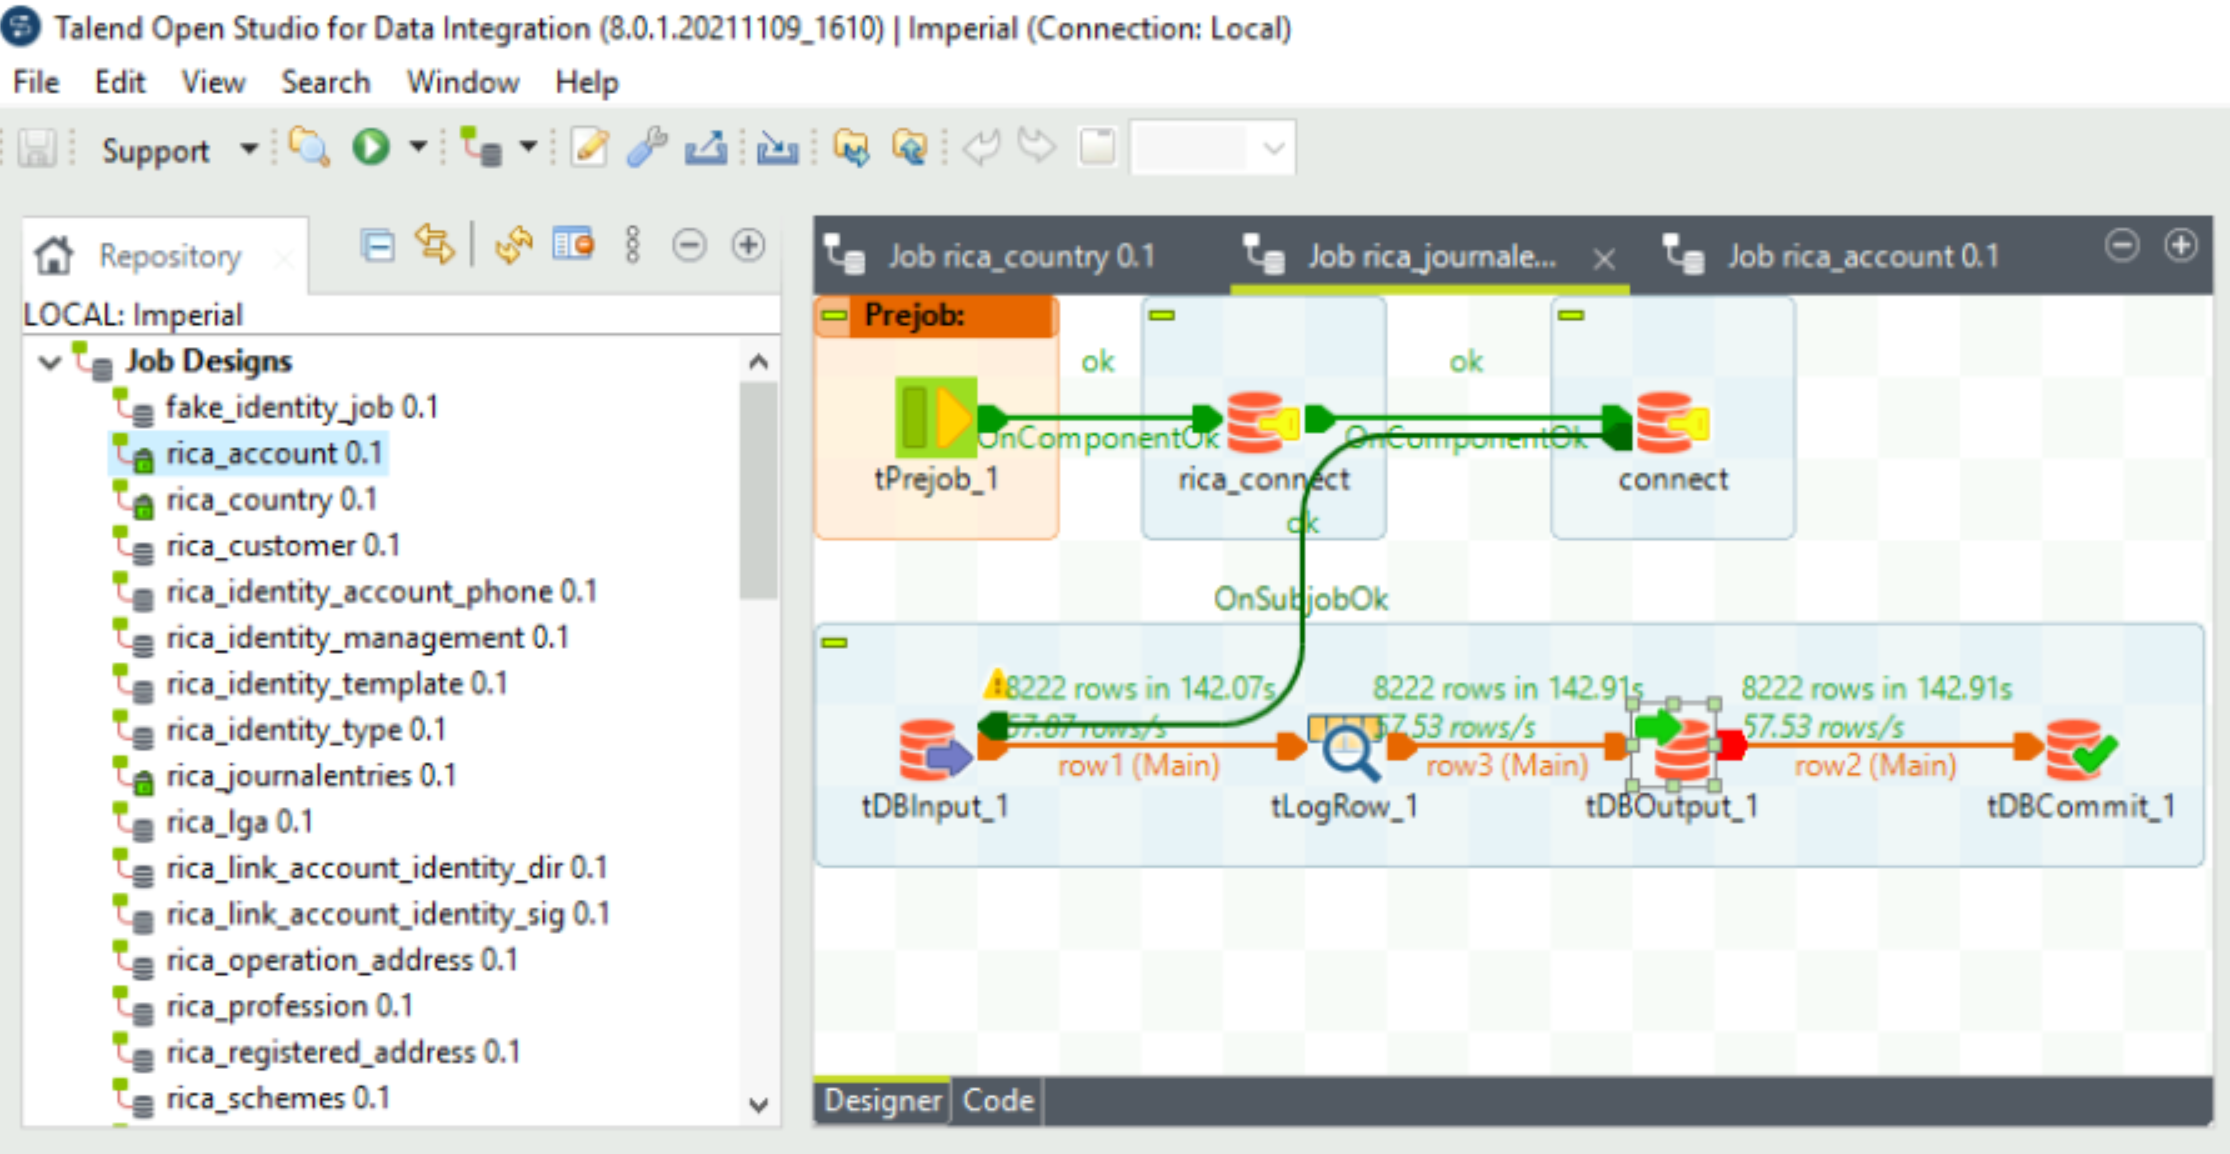 Talend Open Studio for Data Integration (8.0.1.20211109_1610) | Imperial (Connection: Local)
File Edit View Search Window Help
Support
Repository
LOCAL: Imperial
Job Designs
fake_identity_job 0.1
rica_account 0.1
rica_country 0.1
rica_customer 0.1
rica_identity_account_phone 0.1
rica_identity_management 0.1
rica_identity_template 0.1
rica_identity_type 0.1
rica_journalentries 0.1
rica_lga 0.1
rica_link_account_identity_dir 0.1
rica_link_account_identity_sig 0.1
rica_operation_address 0.1
rica_profession 0.1
rica_registered_address 0.1
rica_schemes 0.1
Job rica_country 0.1 Job rica_journale... Job rica_account 0.1
Prejob:
ok ok
OnComponentOk OnComponentOk
tPrejob_1 rica_connect connect
ok
OnSubjobOk
8222 rows in 142.07s 8222 rows in 142.91s 8222 rows in 142.91s
57.87 rows/s 57.53 rows/s 57.53 rows/s
row1 (Main) row3 (Main) row2 (Main)
tDBInput_1 tLogRow_1 tDBOutput_1 tDBCommit_1
Designer Code